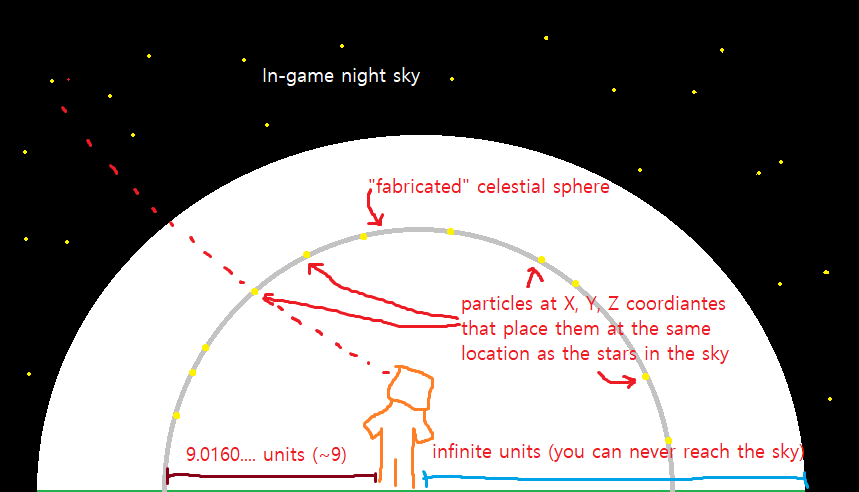 In-game night sky
"fabricated" celestial sphere
particles at X, Y, Z coordiantes
that place them at the same
location as the stars in the sky
9.0160.... units (~9)
infinite units (you can never reach the sky)